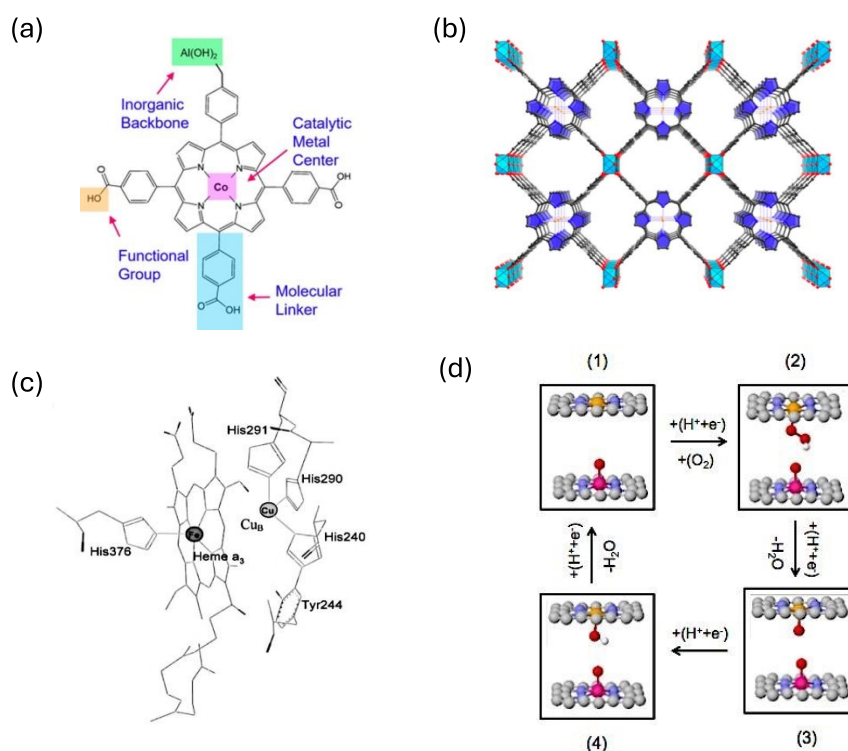 (a)
Al(OH)2
Inorganic
Backbone
Catalytic
Metal
Center
N
N
Co
N
N
O
HO
OH
O
Functional
Group
Molecular
Linker
O
OH
(b)
(c)
His291
His290
Cu
CuB
Fe
His376
Heme a3
His240
Tyr244
(d)
(1)
(2)
+(H++e-)
+(O2)
+(H++e-)
-H2O
+(H++e-)
-H2O
+(H++e-)
(4)
(3)